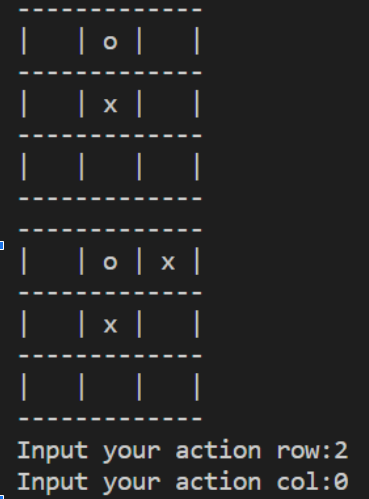 -------------
|   | o |   |
-------------
|   | x |   |
-------------
|   |   |   |
-------------
-------------
|   | o | x |
-------------
|   | x |   |
-------------
|   |   |   |
-------------
Input your action row:2
Input your action col:0